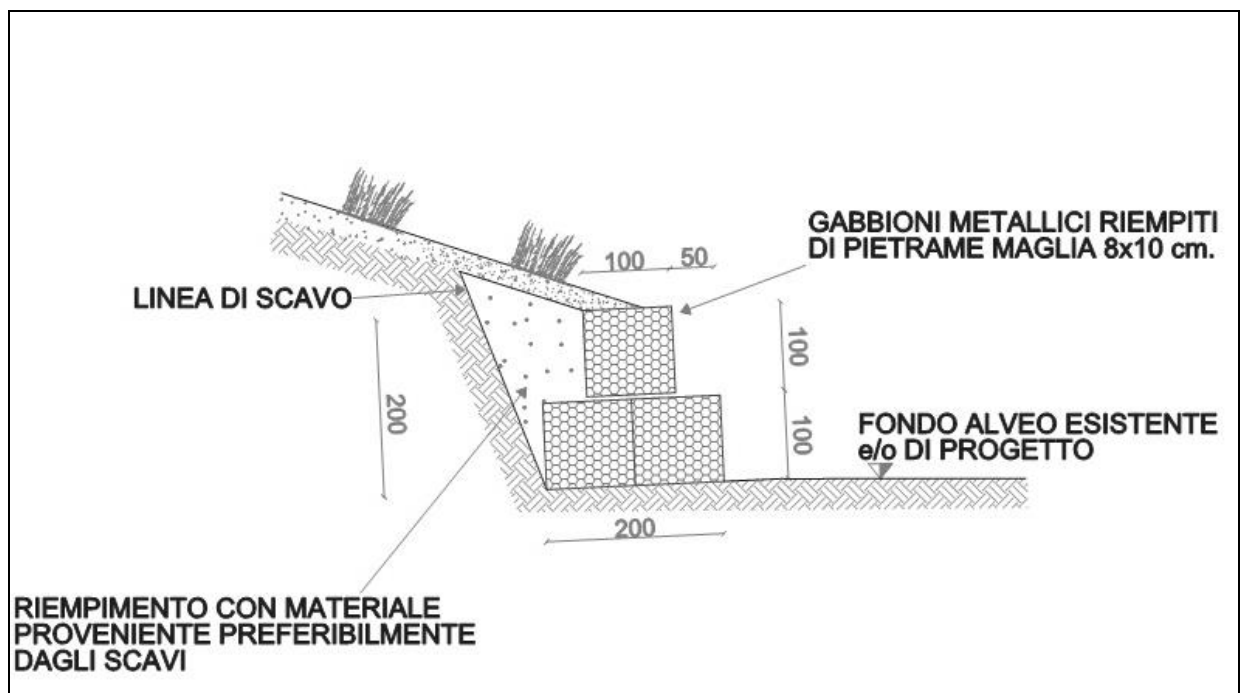 GABBIONI METALLICI RIEMPITI
DI PIETRAME MAGLIA 8x10 cm.
100
50
LINEA DI SCAVO
100
200
100
FONDO ALVEO ESISTENTE
e/o DI PROGETTO
200
RIEMPIMENTO CON MATERIALE
PROVENIENTE PREFERIBILMENTE
DAGLI SCAVI